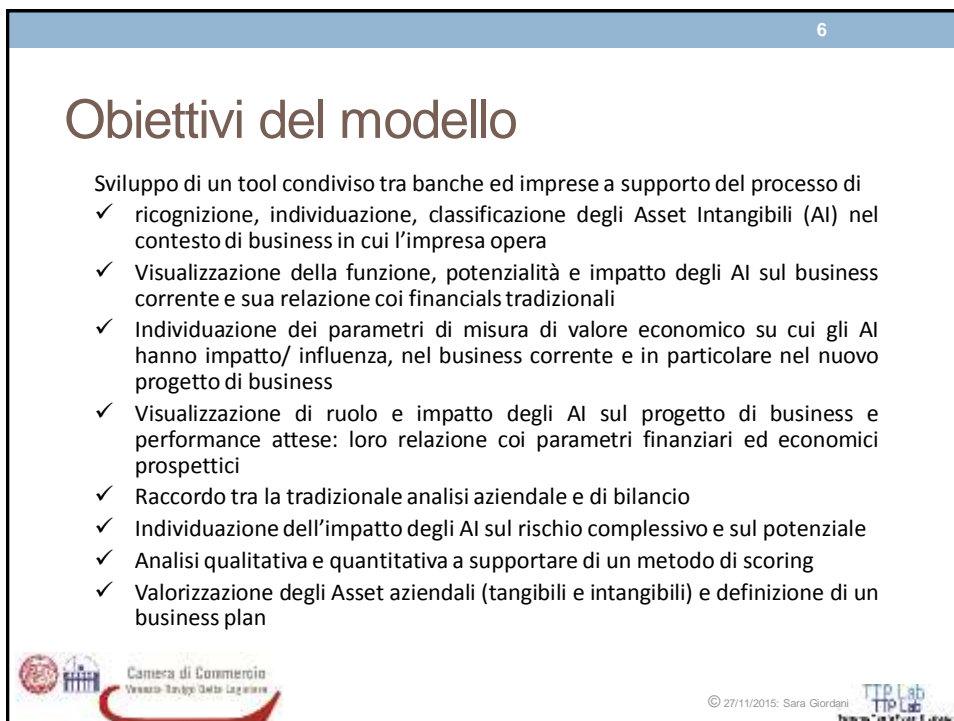 6
Obiettivi del modello
Sviluppo di un tool condiviso tra banche ed imprese a supporto del processo di
✓ ricognizione, individuazione, classificazione degli Asset Intangibili (AI) nel
contesto di business in cui l'impresa opera
✓ Visualizzazione della funzione, potenzialità e impatto degli AI sul business
corrente e sua relazione coi financials tradizionali
✓ Individuazione dei parametri di misura di valore economico su cui gli AI
hanno impatto/ influenza, nel business corrente e in particolare nel nuovo
progetto di business
✓ Visualizzazione di ruolo e impatto degli AI sul progetto di business e
performance attese: loro relazione coi parametri finanziari ed economici
prospettici
✓ Raccordo tra la tradizionale analisi aziendale e di bilancio
✓ Individuazione dell'impatto degli AI sul rischio complessivo e sul potenziale
✓ Analisi qualitativa e quantitativa a supportare di un metodo di scoring
✓ Valorizzazione degli Asset aziendali (tangibili e intangibili) e definizione di un
business plan
Camera di Commercio
Venezia Rovigo Delta Lagunare
© 27/11/2015: Sara Giordani
TTP Lab
TTP Lab